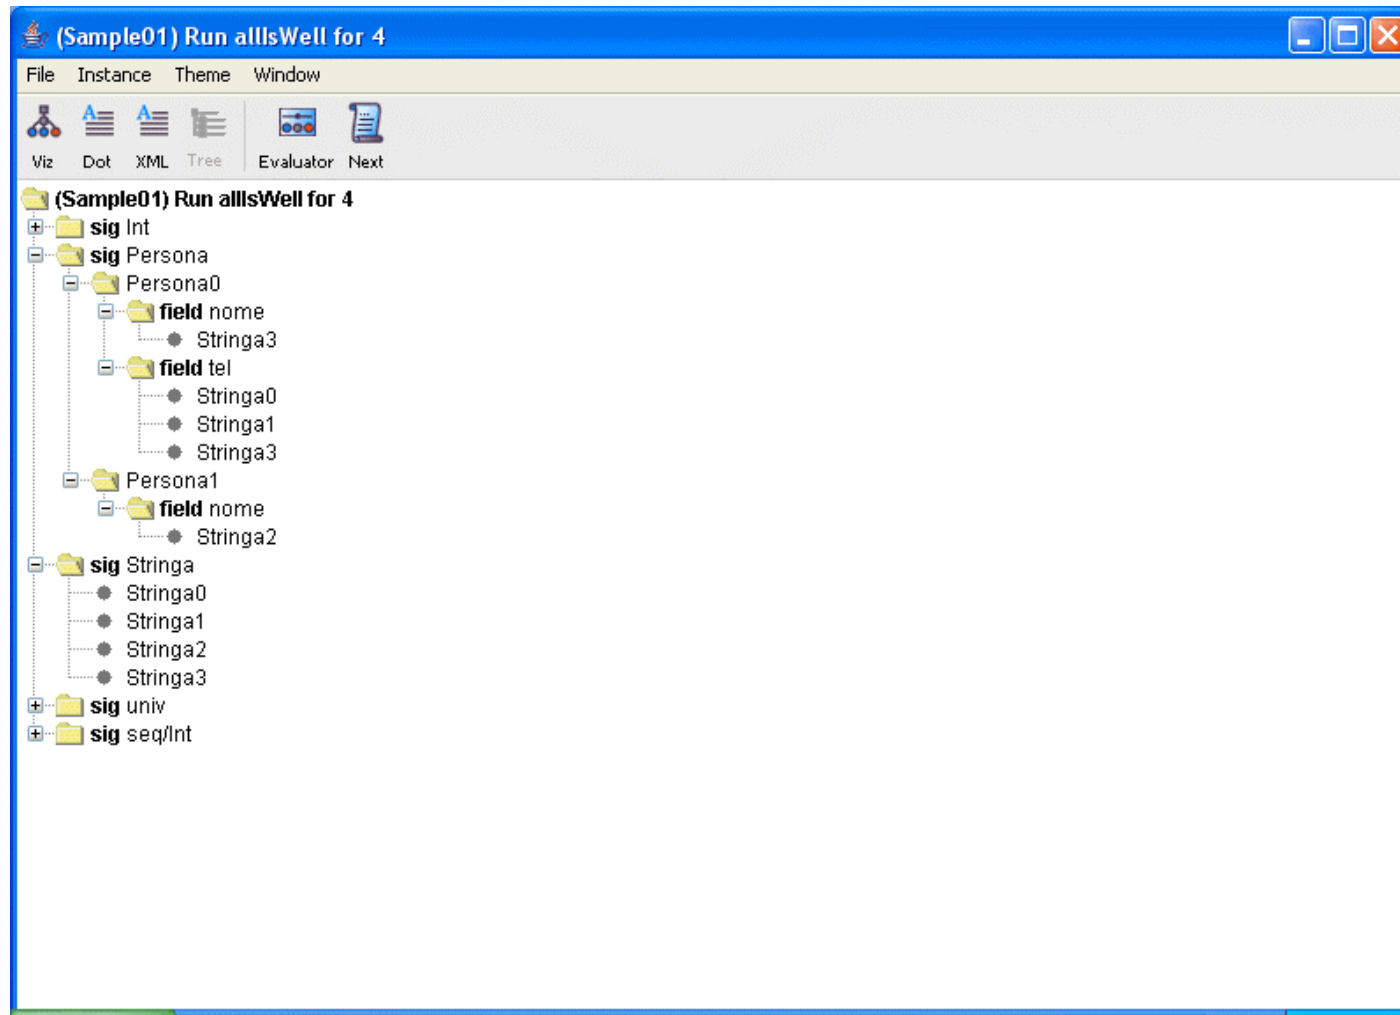 (Sample01) Run allIsWell for 4
File Instance Theme Window
Viz Dot XML Tree Evaluator Next
(Sample01) Run allIsWell for 4
sig Int
sig Persona
Persona0
field nome
Stringa3
field tel
Stringa0
Stringa1
Stringa3
Persona1
field nome
Stringa2
sig Stringa
Stringa0
Stringa1
Stringa2
Stringa3
sig univ
sig seq/Int